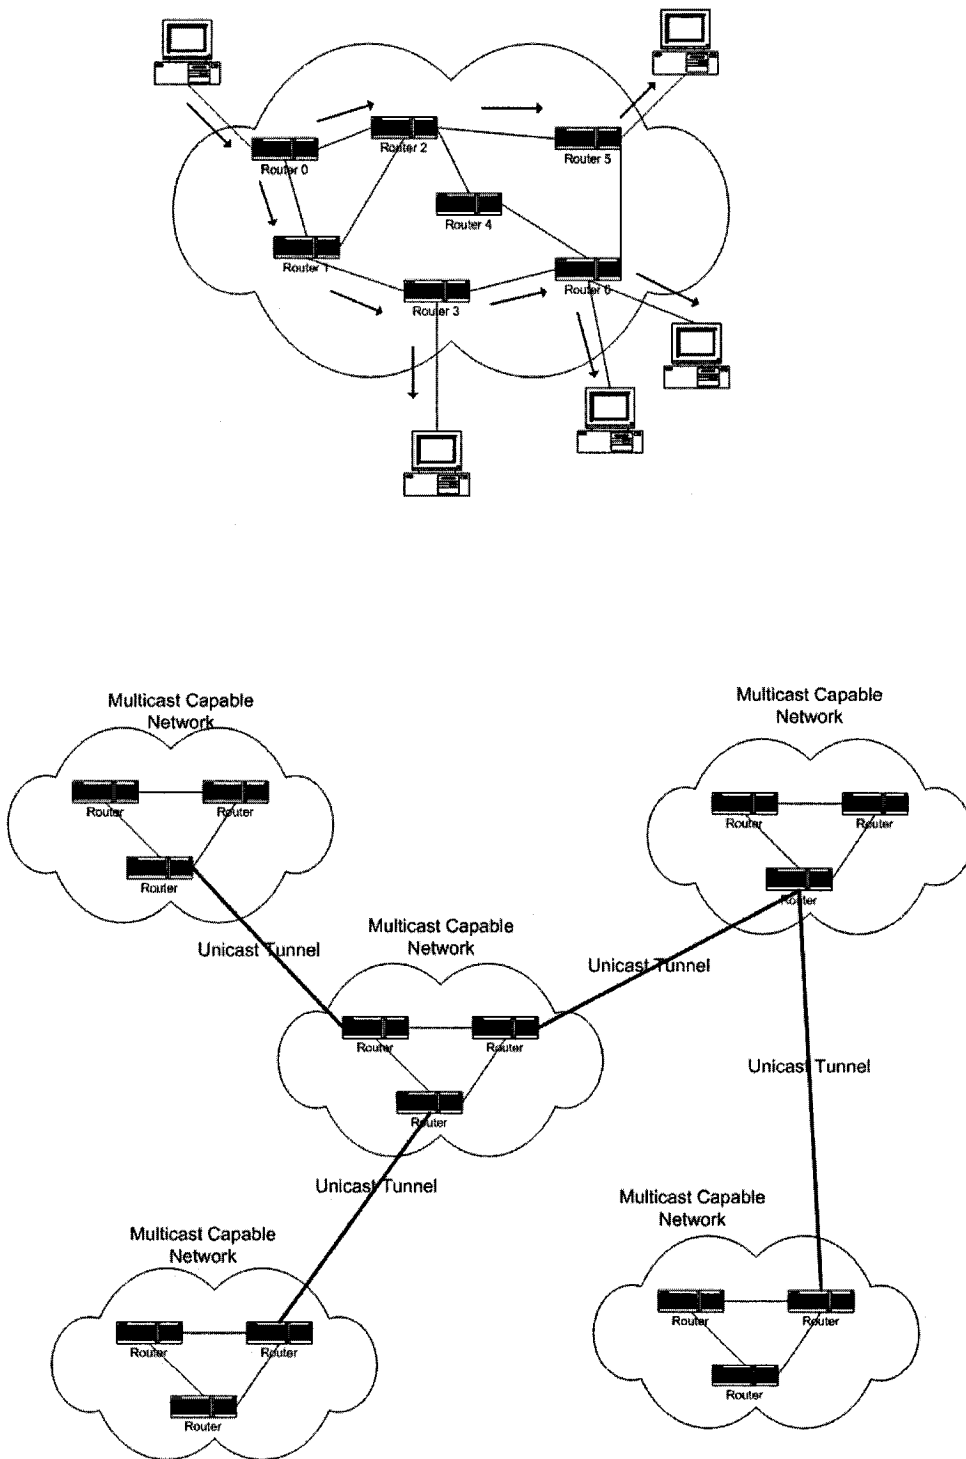 Router 0
Router 2
Router 5
Router 4
Router 1
Router 3
Router 6
Multicast Capable
Network
Router
Router
Router
Multicast Capable
Network
Router
Router
Router
Unicast Tunnel
Multicast Capable
Network
Unicast Tunnel
Router
Router
Router
Unicast Tunnel
Unicast Tunnel
Multicast Capable
Network
Router
Router
Router
Multicast Capable
Network
Router
Router
Router